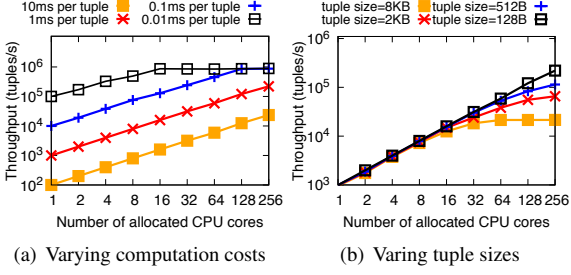 10ms per tuple 0.1ms per tuple
1ms per tuple 0.01ms per tuple
Throughput (tuples/s)
10^6
10^5
10^4
10^3
10^2
1 2 4 8 16 32 64 128 256
Number of allocated CPU cores
(a) Varying computation costs
tuple size=8KB tuple size=512B
tuple size=2KB tuple size=128B
Throughput (tuples/s)
10^6
10^5
10^4
10^3
1 2 4 8 16 32 64 128 256
Number of allocated CPU cores
(b) Varing tuple sizes